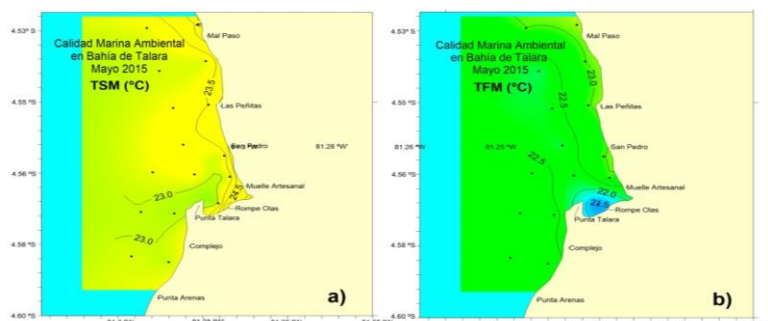 4.53° S
4.55 °S
4.56 °S
4.58 °S
4.60 °S
Calidad Marina Ambiental
en Bahía de Talara
Mayo 2015
TSM (°C)
Mal Paso
23.5
Las Peñitas
81.28 °W
Muelle Artesanal
24.5
23.0
Rompe Olas
Punta Talara
23.0
Complejo
Punta Arenas
a)
4.53° S
4.55 °S
4.56 °S
4.58 °S
4.60 °S
Calidad Marina Ambiental
en Bahía de Talara
Mayo 2015
TFM (°C)
Mal Paso
23.0
22.5
Las Peñitas
81.26 °W
81.25 °W
San Pedro
22.5
Muelle Artesanal
22.0
21.5
Rompe Olas
Punta Talara
Complejo
Punta Arenas
b)